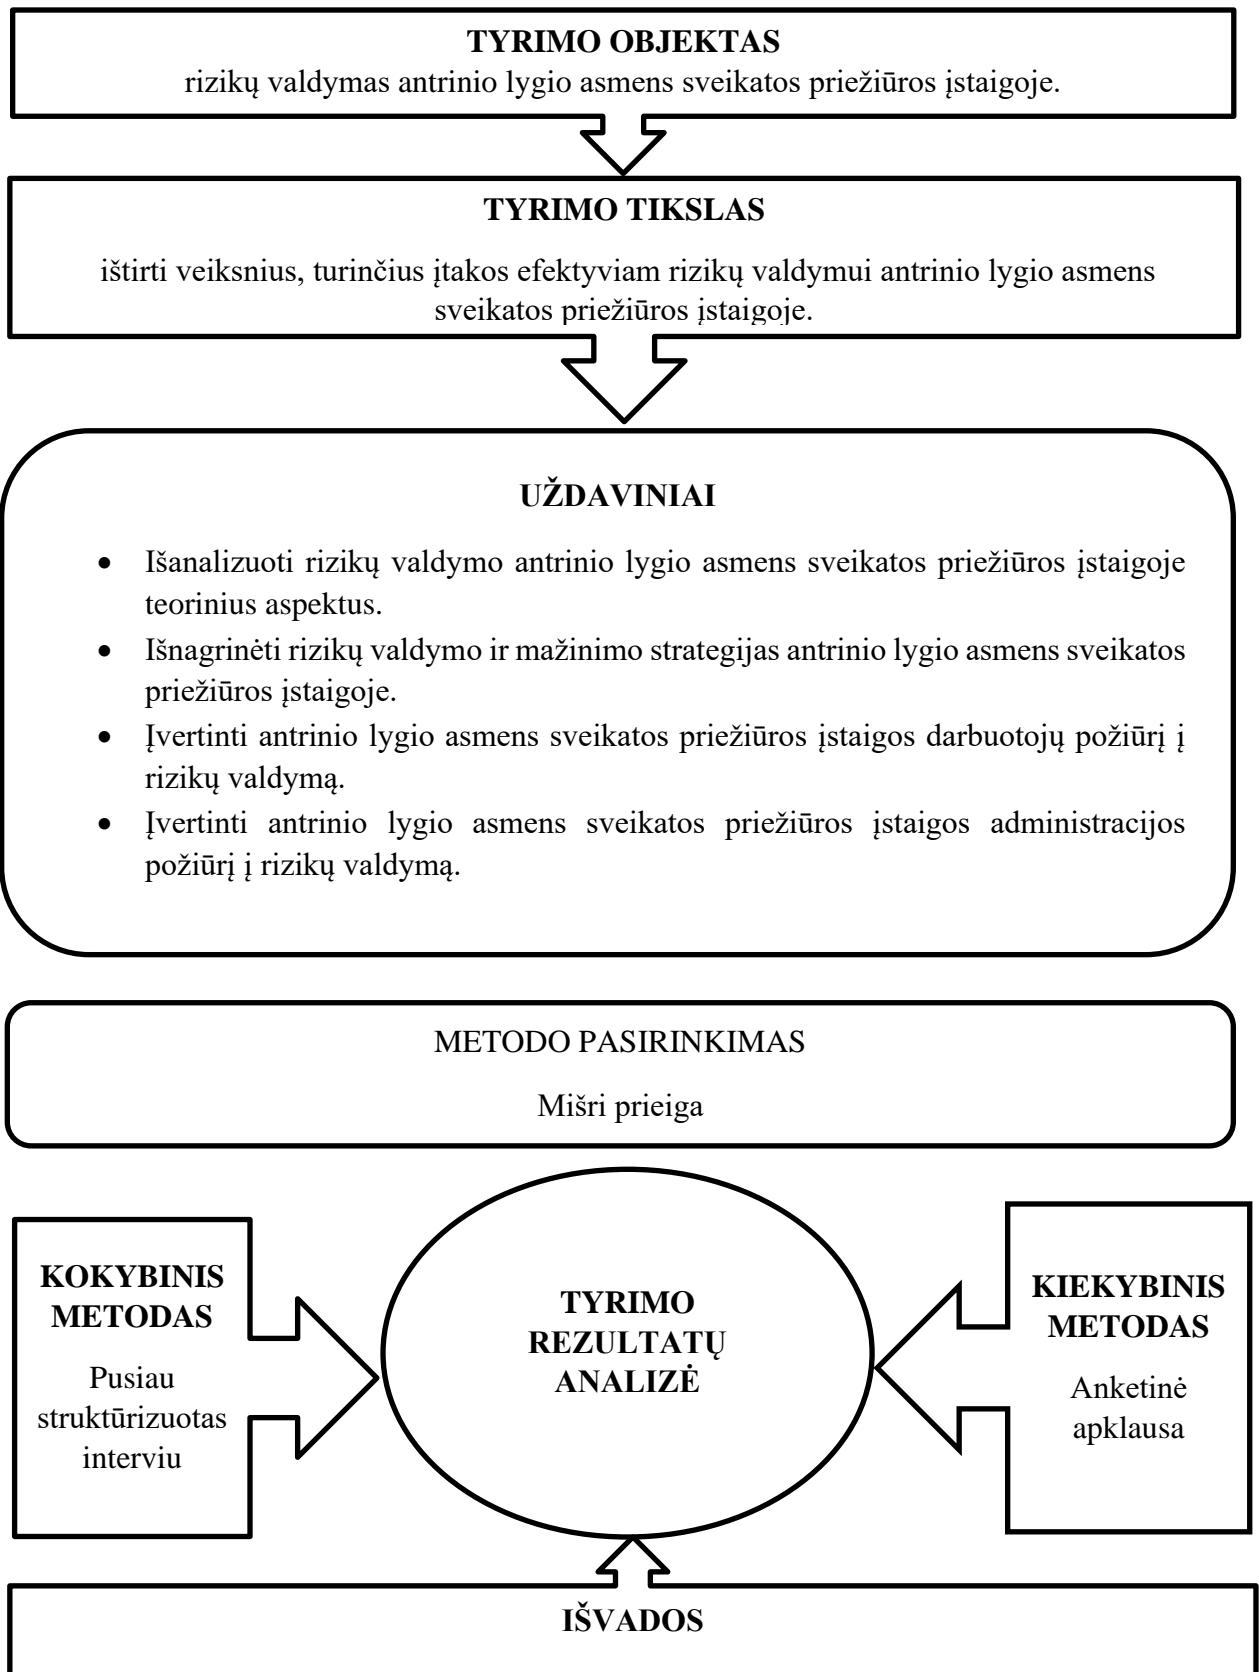 TYRIMO OBJEKTAS
rizikų valdymas antrinio lygio asmens sveikatos priežiūros įstaigoje.
TYRIMO TIKSLAS
ištirti veiksnius, turinčius įtakos efektyviam rizikų valdymui antrinio lygio asmens
sveikatos priežiūros įstaigoje.
UŽDAVINIAI
• Išanalizuoti rizikų valdymo antrinio lygio asmens sveikatos priežiūros įstaigoje
teorinius aspektus.
• Išnagrinėti rizikų valdymo ir mažinimo strategijas antrinio lygio asmens sveikatos
priežiūros įstaigoje.
• Įvertinti antrinio lygio asmens sveikatos priežiūros įstaigos darbuotojų požiūrį į
rizikų valdymą.
• Įvertinti antrinio lygio asmens sveikatos priežiūros įstaigos administracijos
požiūrį į rizikų valdymą.
METODO PASIRINKIMAS
Mišri prieiga
KOKYBINIS
METODAS
Pusiau
struktūrizuotas
interviu
TYRIMO
REZULTATŲ
ANALIZĖ
KIEKYBINIS
METODAS
Anketinė
apklausa
IŠVADOS